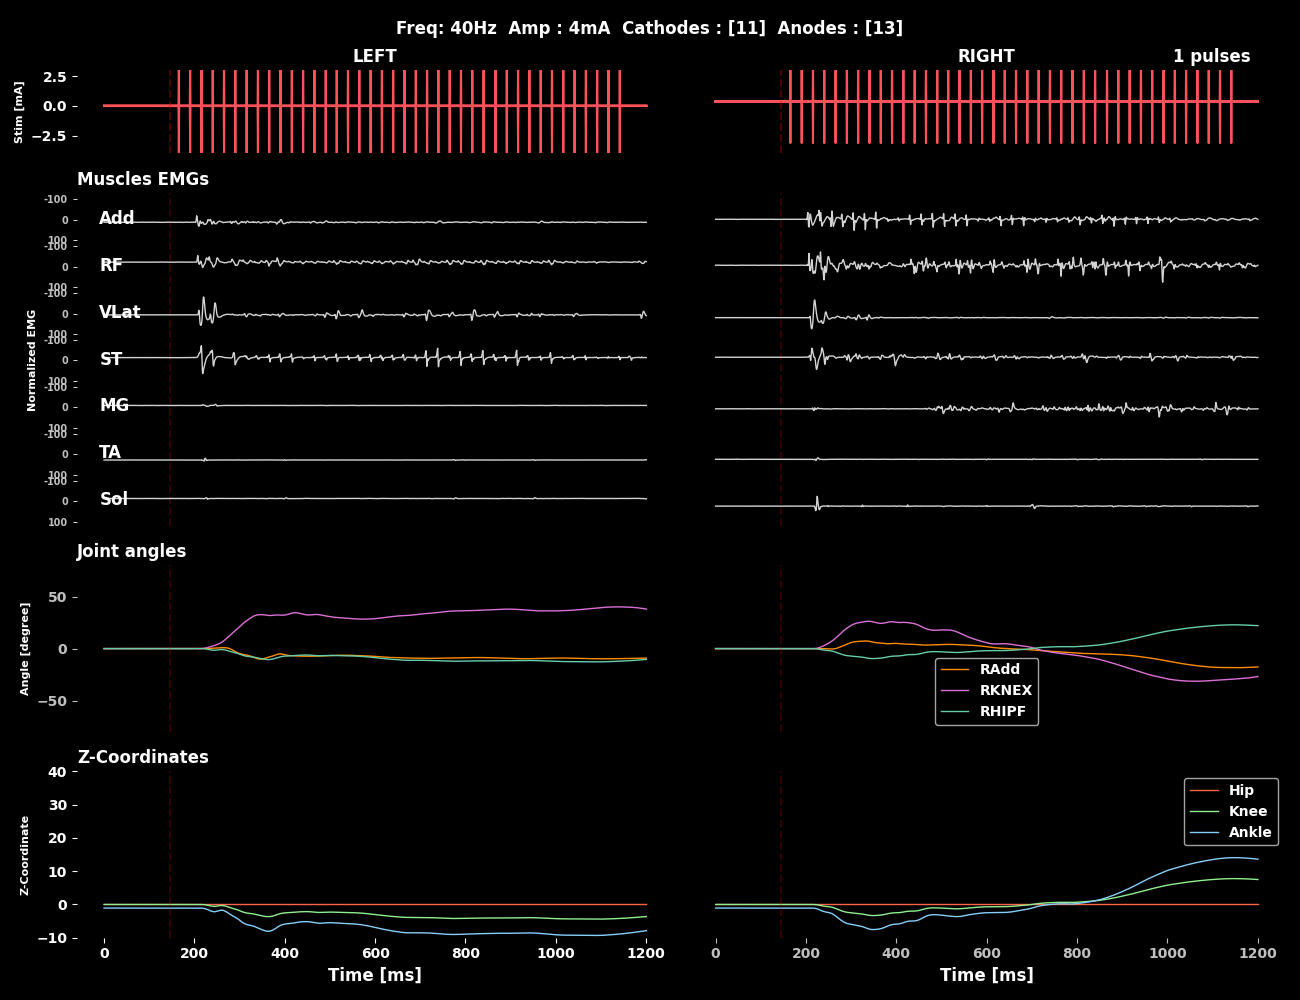 Freq: 40Hz  Amp : 4mA  Cathodes : [11]  Anodes : [13]
LEFT
RIGHT
1 pulses
Stim [mA]
2.5
0.0
−2.5
Muscles EMGs
Normalized EMG
-100
0
100
Add
-100
0
100
RF
-100
0
100
VLat
-100
0
100
ST
-100
0
100
MG
-100
0
100
TA
-100
0
100
Sol
Joint angles
Angle [degree]
50
0
−50
RAdd
RKNEX
RHIPF
Z-Coordinates
Z-Coordinate
40
30
20
10
0
−10
Hip
Knee
Ankle
0 200 400 600 800 1000 1200
0 200 400 600 800 1000 1200
Time [ms]
Time [ms]